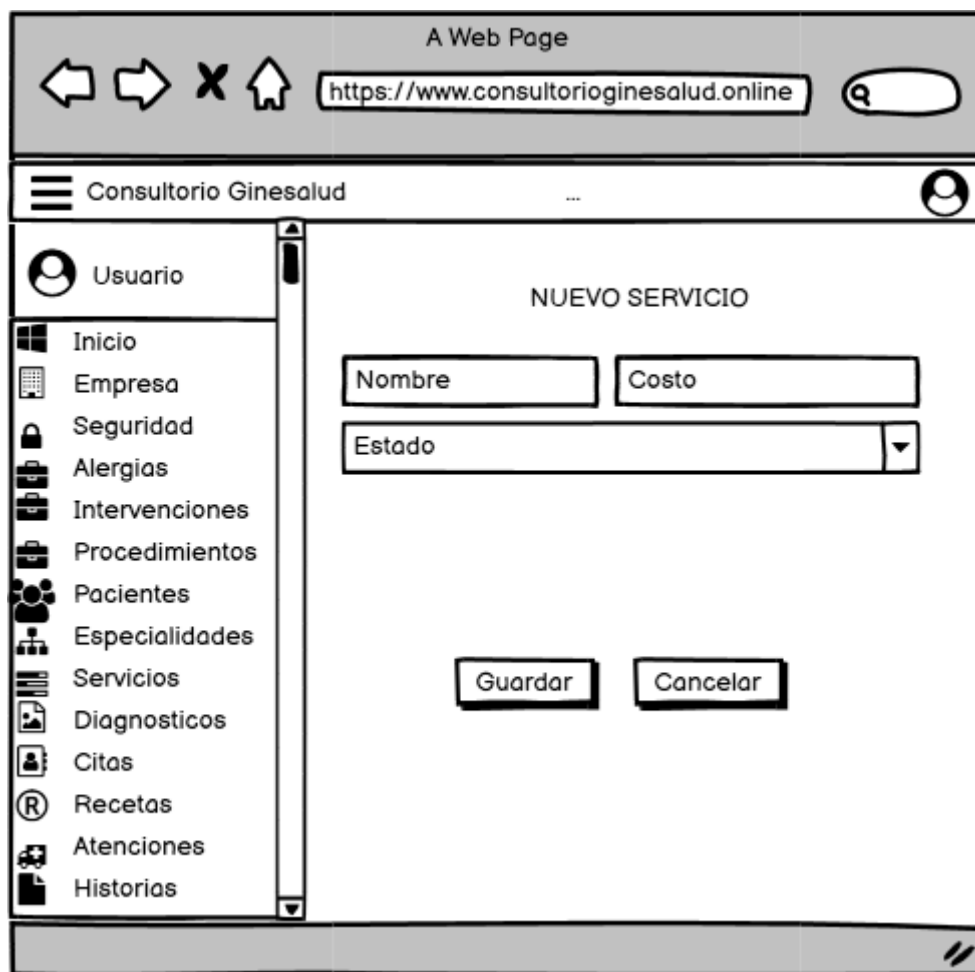 A Web Page
https://www.consultorioginesalud.online
Consultorio Ginesalud ...
Usuario
NUEVO SERVICIO
Inicio
Empresa
Seguridad
Alergias
Intervenciones
Procedimientos
Pacientes
Especialidades
Servicios
Diagnosticos
Citas
R Recetas
Atenciones
Historias
Nombre Costo
Estado
Guardar Cancelar